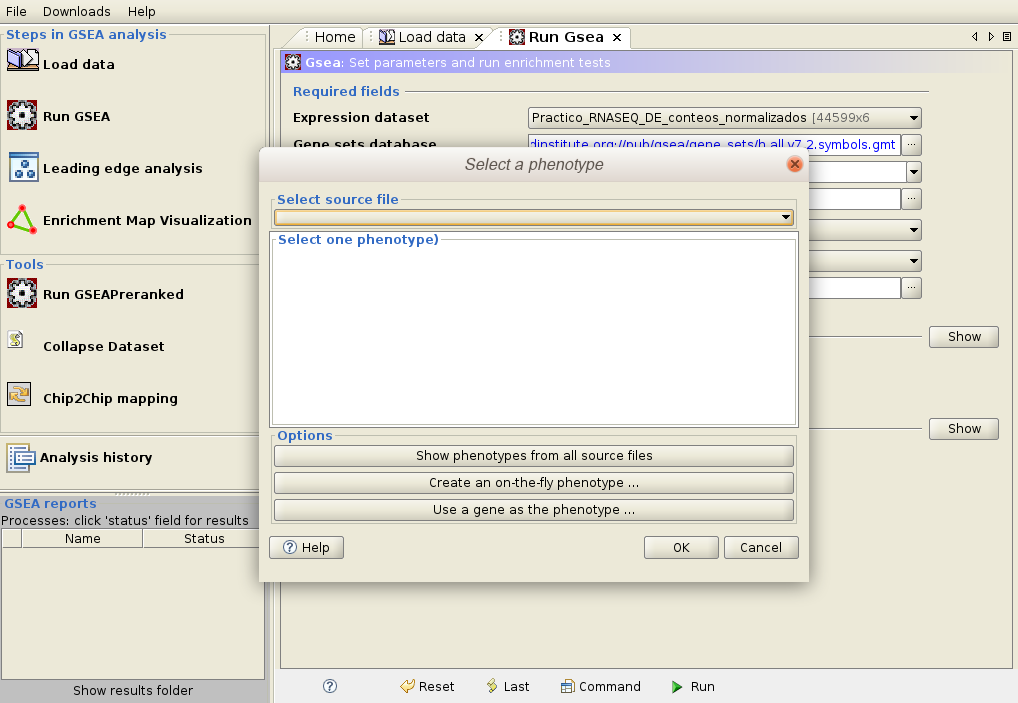 File Downloads Help
Steps in GSEA analysis
Load data
Run GSEA
Leading edge analysis
Enrichment Map Visualization
Tools
Run GSEAPreranked
Collapse Dataset
Chip2Chip mapping
Analysis history
GSEA reports
Processes: click 'status' field for results
Name Status
Show results folder
Home Load data Run Gsea
Gsea: Set parameters and run enrichment tests
Required fields
Expression dataset Practico_RNASEQ_DE_conteos_normalizados [44599x6
Gene sets database dinstitute.org://pub/gsea/gene_sets/h.all.v7.2.symbols.gmt ...
...
...
Show
Show
Select a phenotype
Select source file
Select one phenotype)
Options
Show phenotypes from all source files
Create an on-the-fly phenotype ...
Use a gene as the phenotype ...
? Help OK Cancel
? Reset Last Command Run